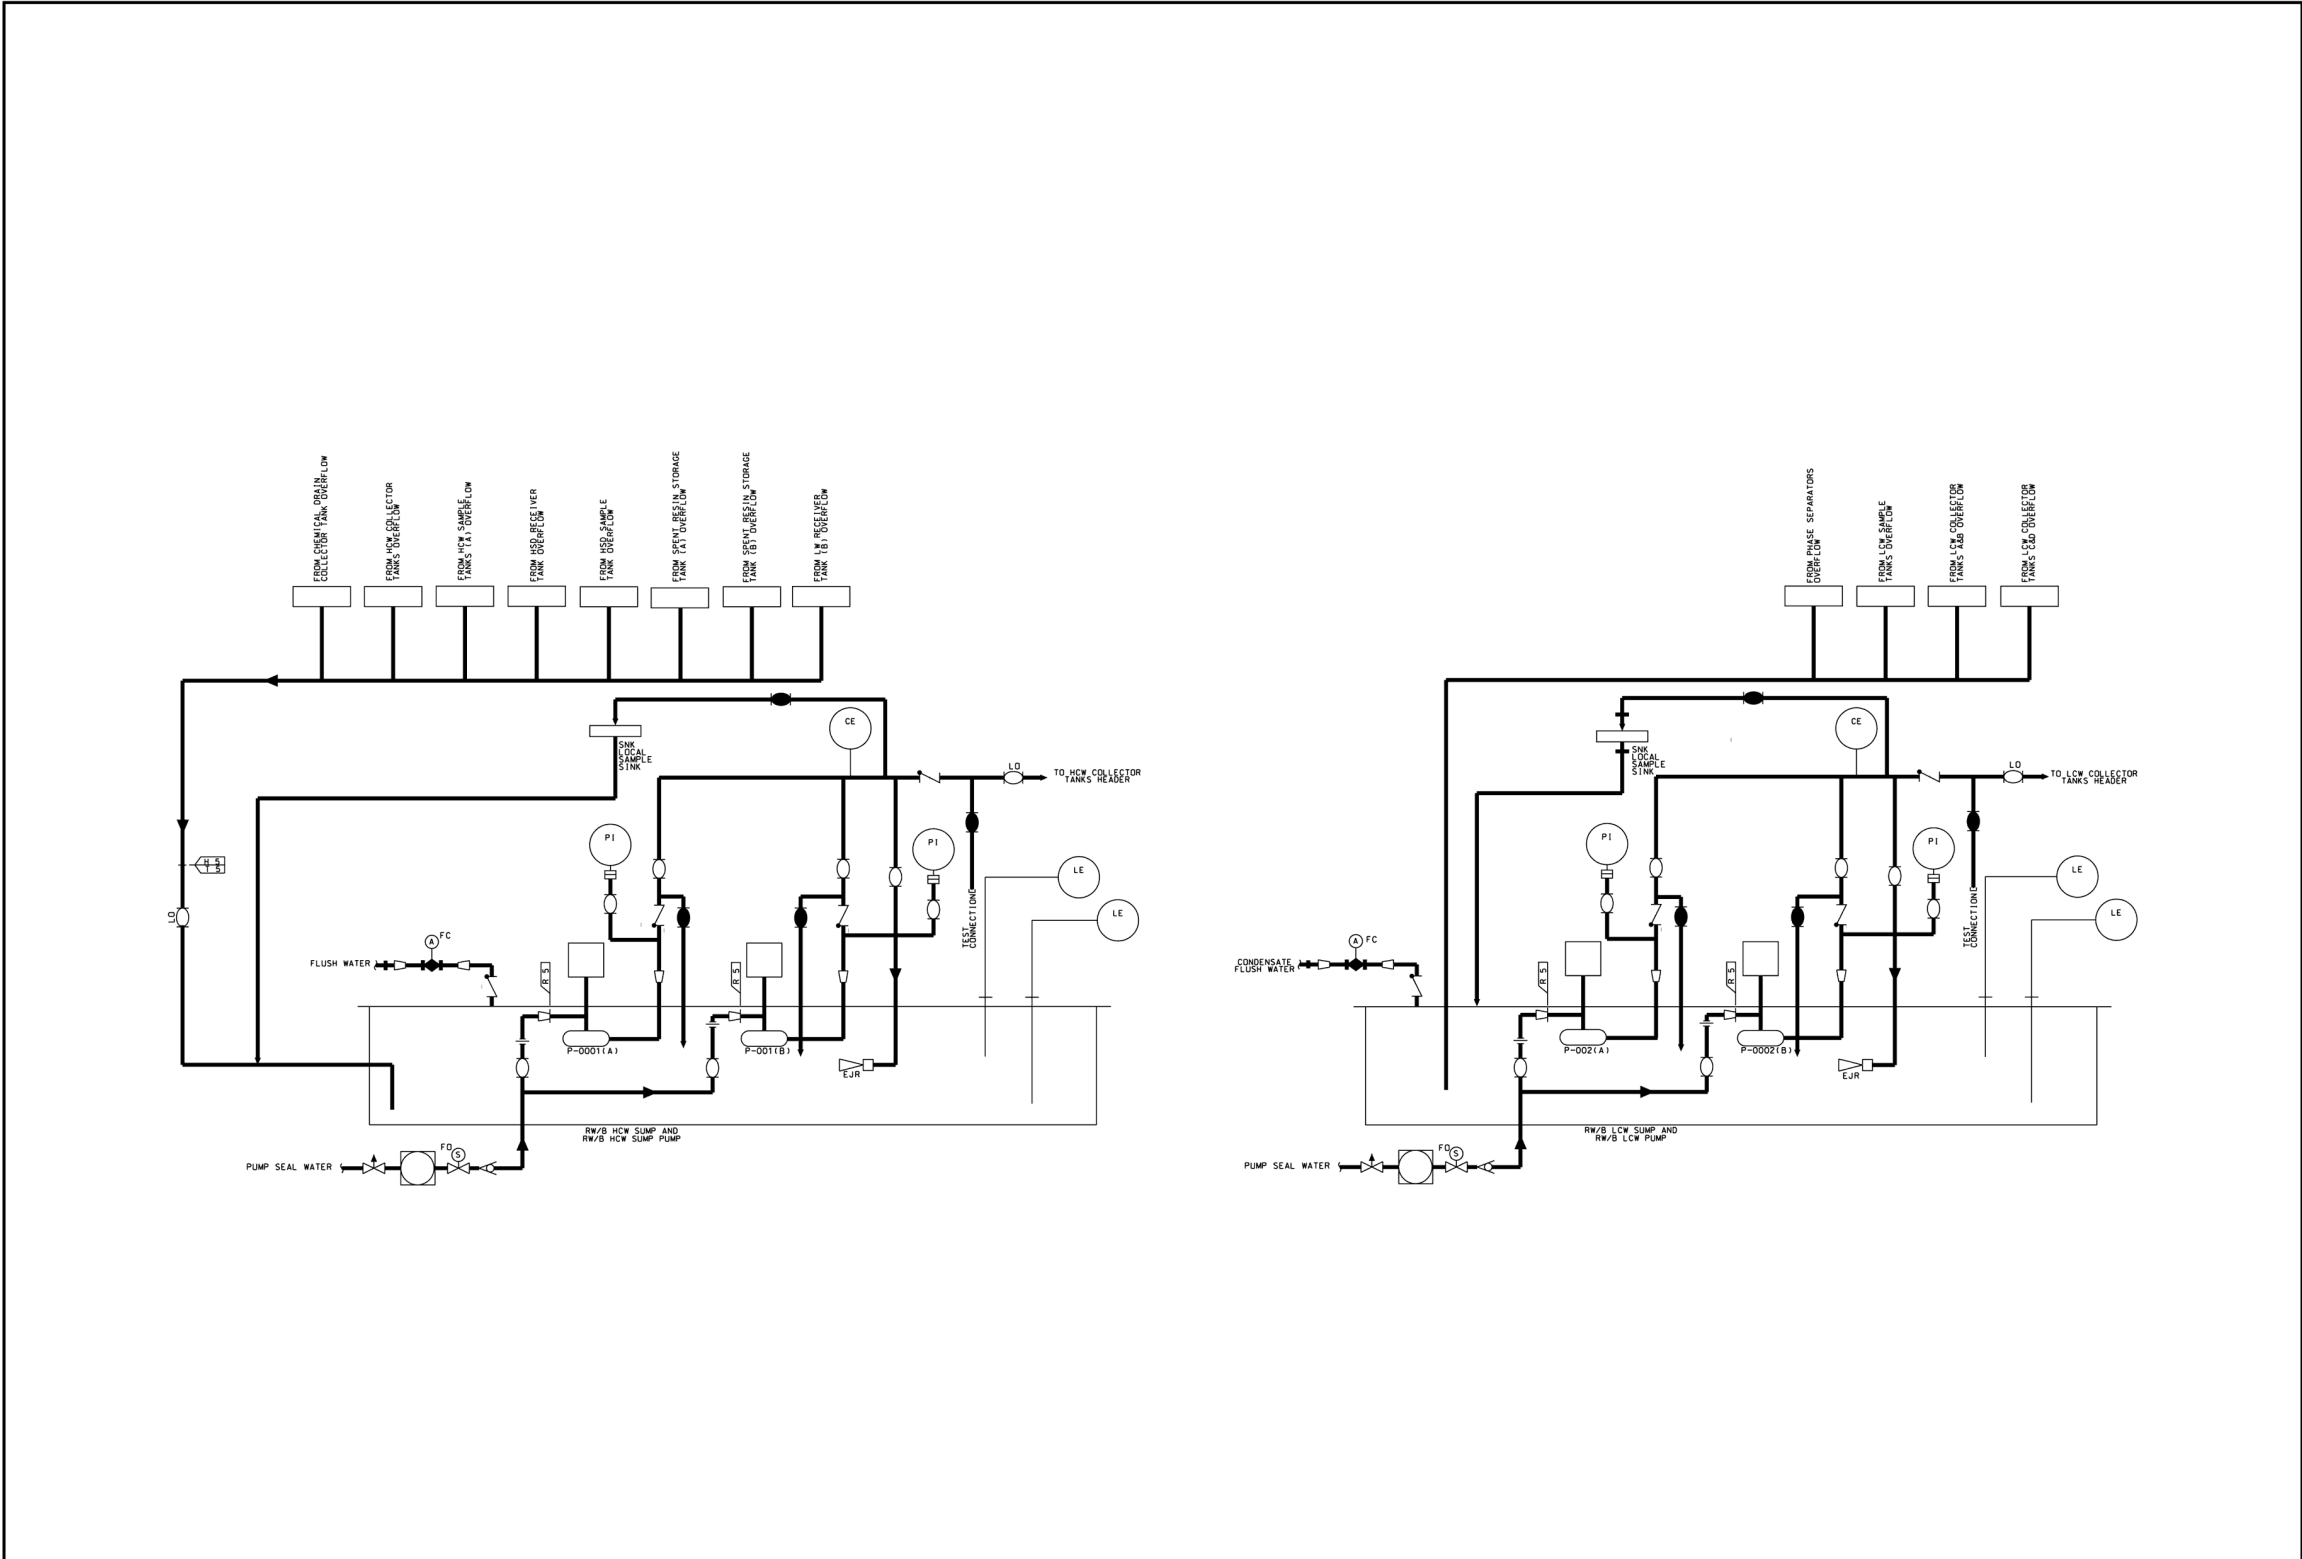 FROM CHEMICAL DRAIN
COLLECTOR TANK OVERFLOW
FROM HCW COLLECTOR
TANKS OVERFLOW
FROM HCW SAMPLE
TANKS (A) OVERFLOW
FROM HSD RECEIVER
TANK OVERFLOW
FROM HSD SAMPLE
TANK OVERFLOW
FROM SPENT RESIN STORAGE
TANK (A) OVERFLOW
FROM SPENT RESIN STORAGE
TANK (B) OVERFLOW
FROM LW RECEIVER
TANK (B) OVERFLOW
SNK
LOCAL
SAMPLE
SINK
CE
LO
TO HCW COLLECTOR
TANKS HEADER
PI
PI
H 5
T 5
LE
LE
LO
TEST
CONNECTION
A
FC
FLUSH WATER
R 5
R 5
P-0001(A)
P-001(B)
EJR
RW/B HCW SUMP AND
RW/B HCW SUMP PUMP
FO
S
PUMP SEAL WATER
FROM PHASE SEPARATORS
OVERFLOW
FROM LCW SAMPLE
TANKS OVERFLOW
FROM LCW COLLECTOR
TANKS A&B OVERFLOW
FROM LCW COLLECTOR
TANKS C&D OVERFLOW
SNK
LOCAL
SAMPLE
SINK
CE
LO
TO LCW COLLECTOR
TANKS HEADER
PI
PI
LE
LE
TEST
CONNECTION
A
FC
CONDENSATE
FLUSH WATER
R 5
R 5
P-002(A)
P-0002(B)
EJR
RW/B LCW SUMP AND
RW/B LCW PUMP
FO
S
PUMP SEAL WATER